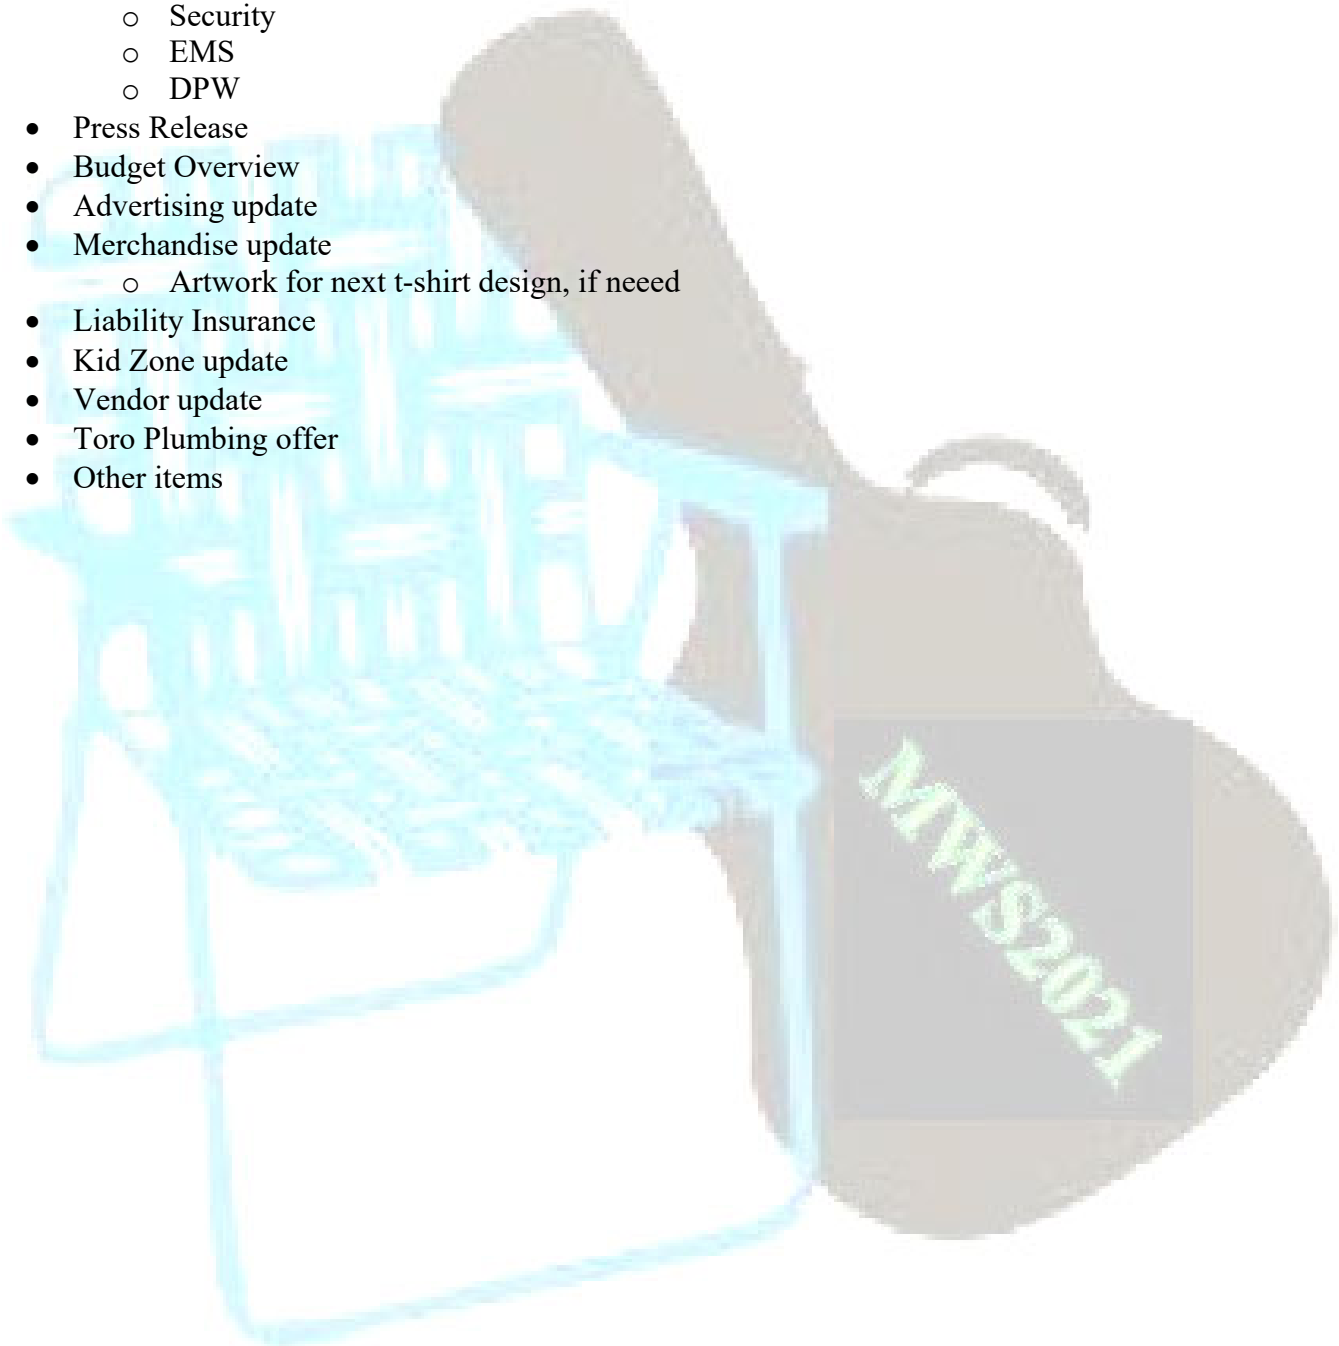 o Security
o EMS
o DPW
• Press Release
• Budget Overview
• Advertising update
• Merchandise update
o Artwork for next t-shirt design, if neeed
• Liability Insurance
• Kid Zone update
• Vendor update
• Toro Plumbing offer
• Other items
MWS2021